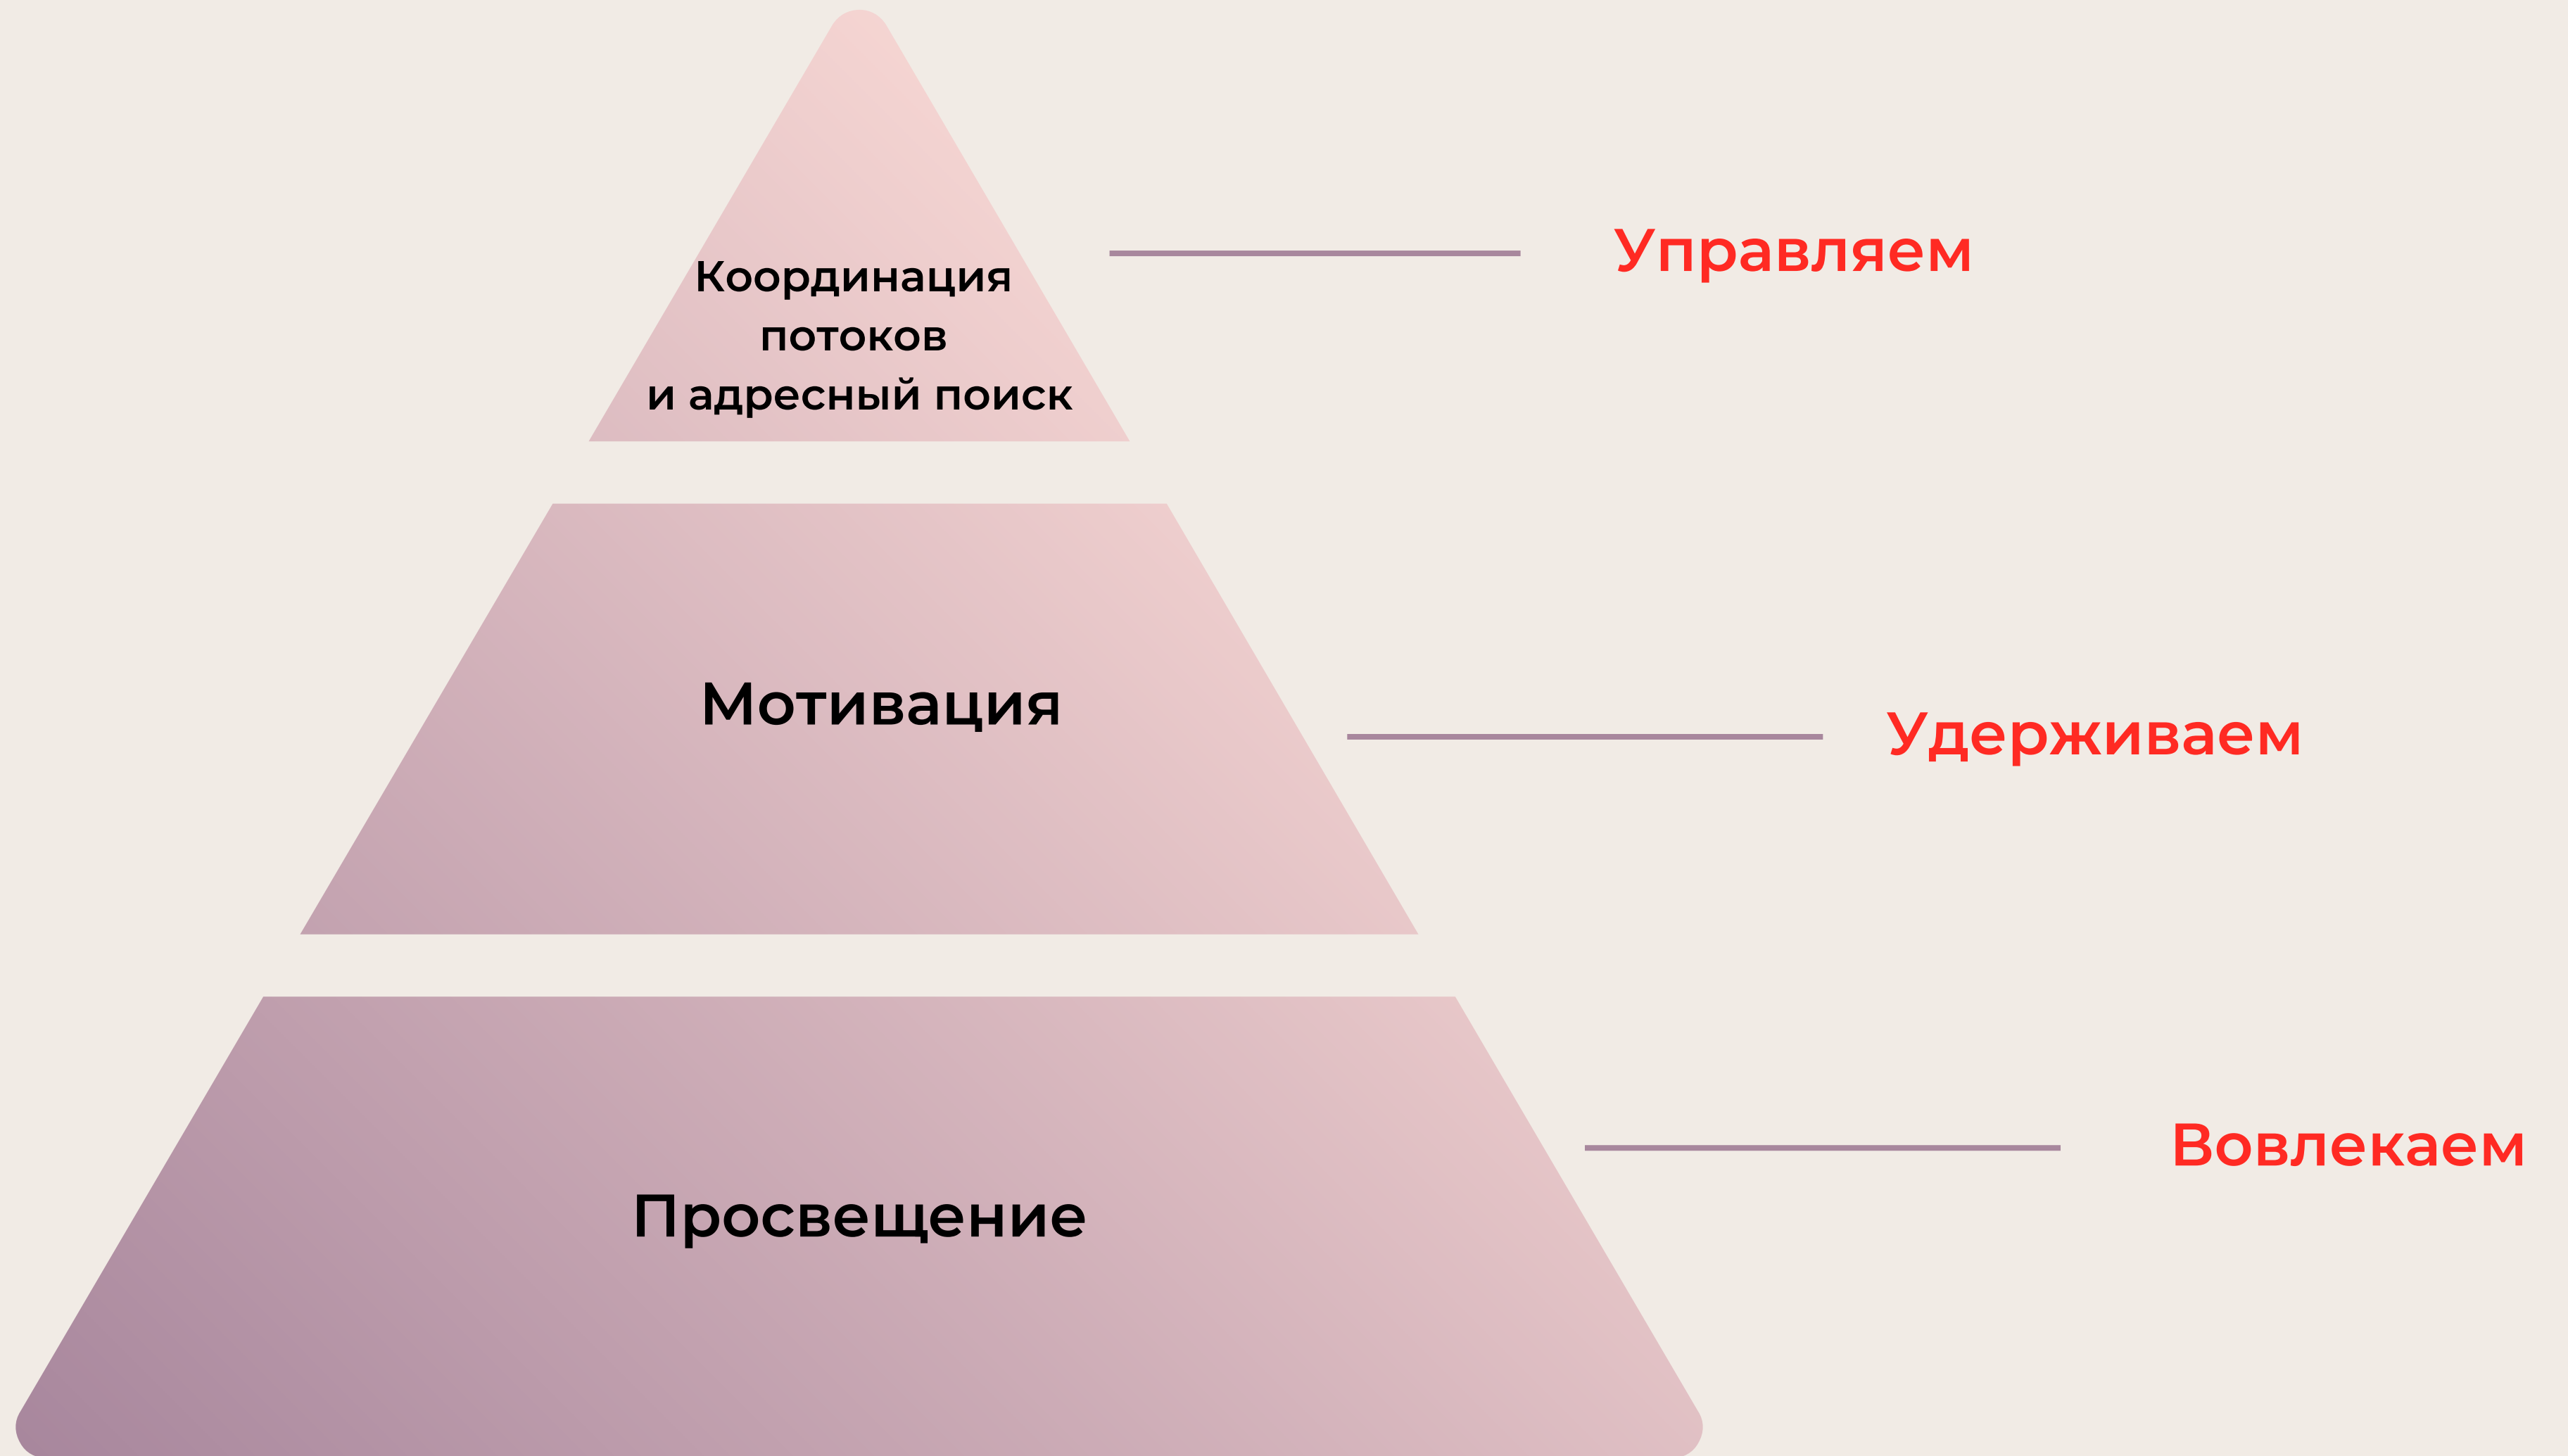 Управляем
Координация
потоков
и адресный поиск
Мотивация
Удерживаем
Вовлекаем
Просвещение